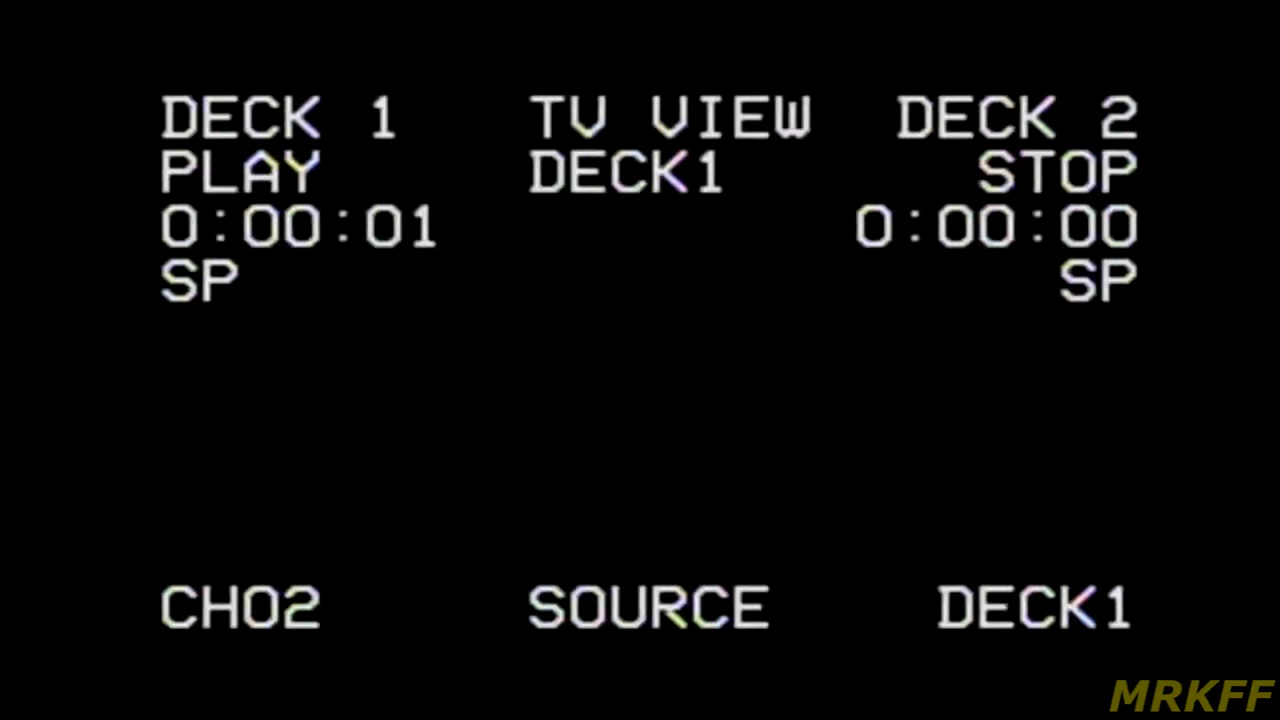 DECK 1 TV VIEW DECK 2
PLAY DECK1 STOP
0:00:01 0:00:00
SP SP
CH02 SOURCE DECK1
MRKFF